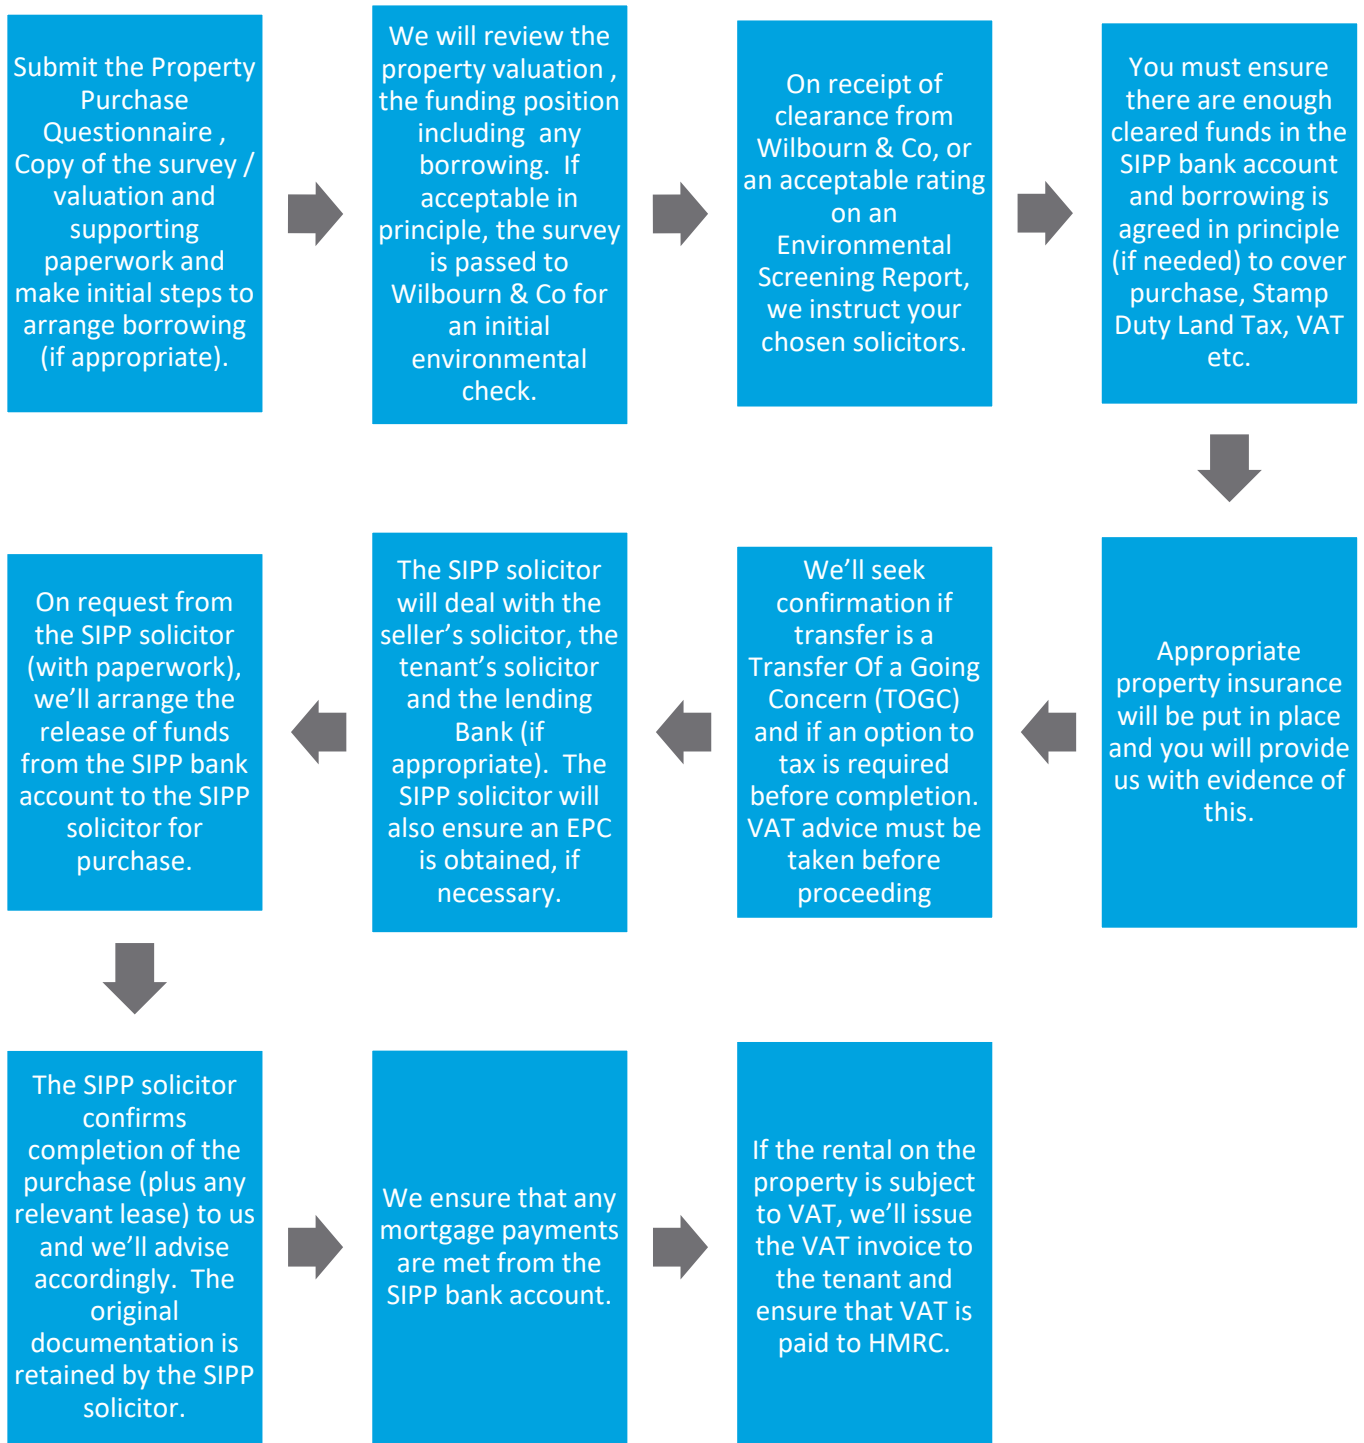 Submit the Property
Purchase
Questionnaire ,
Copy of the survey /
valuation and
supporting
paperwork and
make initial steps to
arrange borrowing
(if appropriate).
We will review the
property valuation ,
the funding position
including any
borrowing. If
acceptable in
principle, the survey
is passed to
Wilbourn & Co for
an initial
environmental
check.
On receipt of
clearance from
Wilbourn & Co, or
an acceptable rating
on an
Environmental
Screening Report,
we instruct your
chosen solicitors.
You must ensure
there are enough
cleared funds in the
SIPP bank account
and borrowing is
agreed in principle
(if needed) to cover
purchase, Stamp
Duty Land Tax, VAT
etc.
Appropriate
property insurance
will be put in place
and you will provide
us with evidence of
this.
We’ll seek
confirmation if
transfer is a
Transfer Of a Going
Concern (TOGC)
and if an option to
tax is required
before completion.
VAT advice must be
taken before
proceeding
The SIPP solicitor
will deal with the
seller’s solicitor, the
tenant’s solicitor
and the lending
Bank (if
appropriate). The
SIPP solicitor will
also ensure an EPC
is obtained, if
necessary.
On request from
the SIPP solicitor
(with paperwork),
we’ll arrange the
release of funds
from the SIPP bank
account to the SIPP
solicitor for
purchase.
The SIPP solicitor
confirms
completion of the
purchase (plus any
relevant lease) to us
and we’ll advise
accordingly. The
original
documentation is
retained by the SIPP
solicitor.
We ensure that any
mortgage payments
are met from the
SIPP bank account.
If the rental on the
property is subject
to VAT, we’ll issue
the VAT invoice to
the tenant and
ensure that VAT is
paid to HMRC.